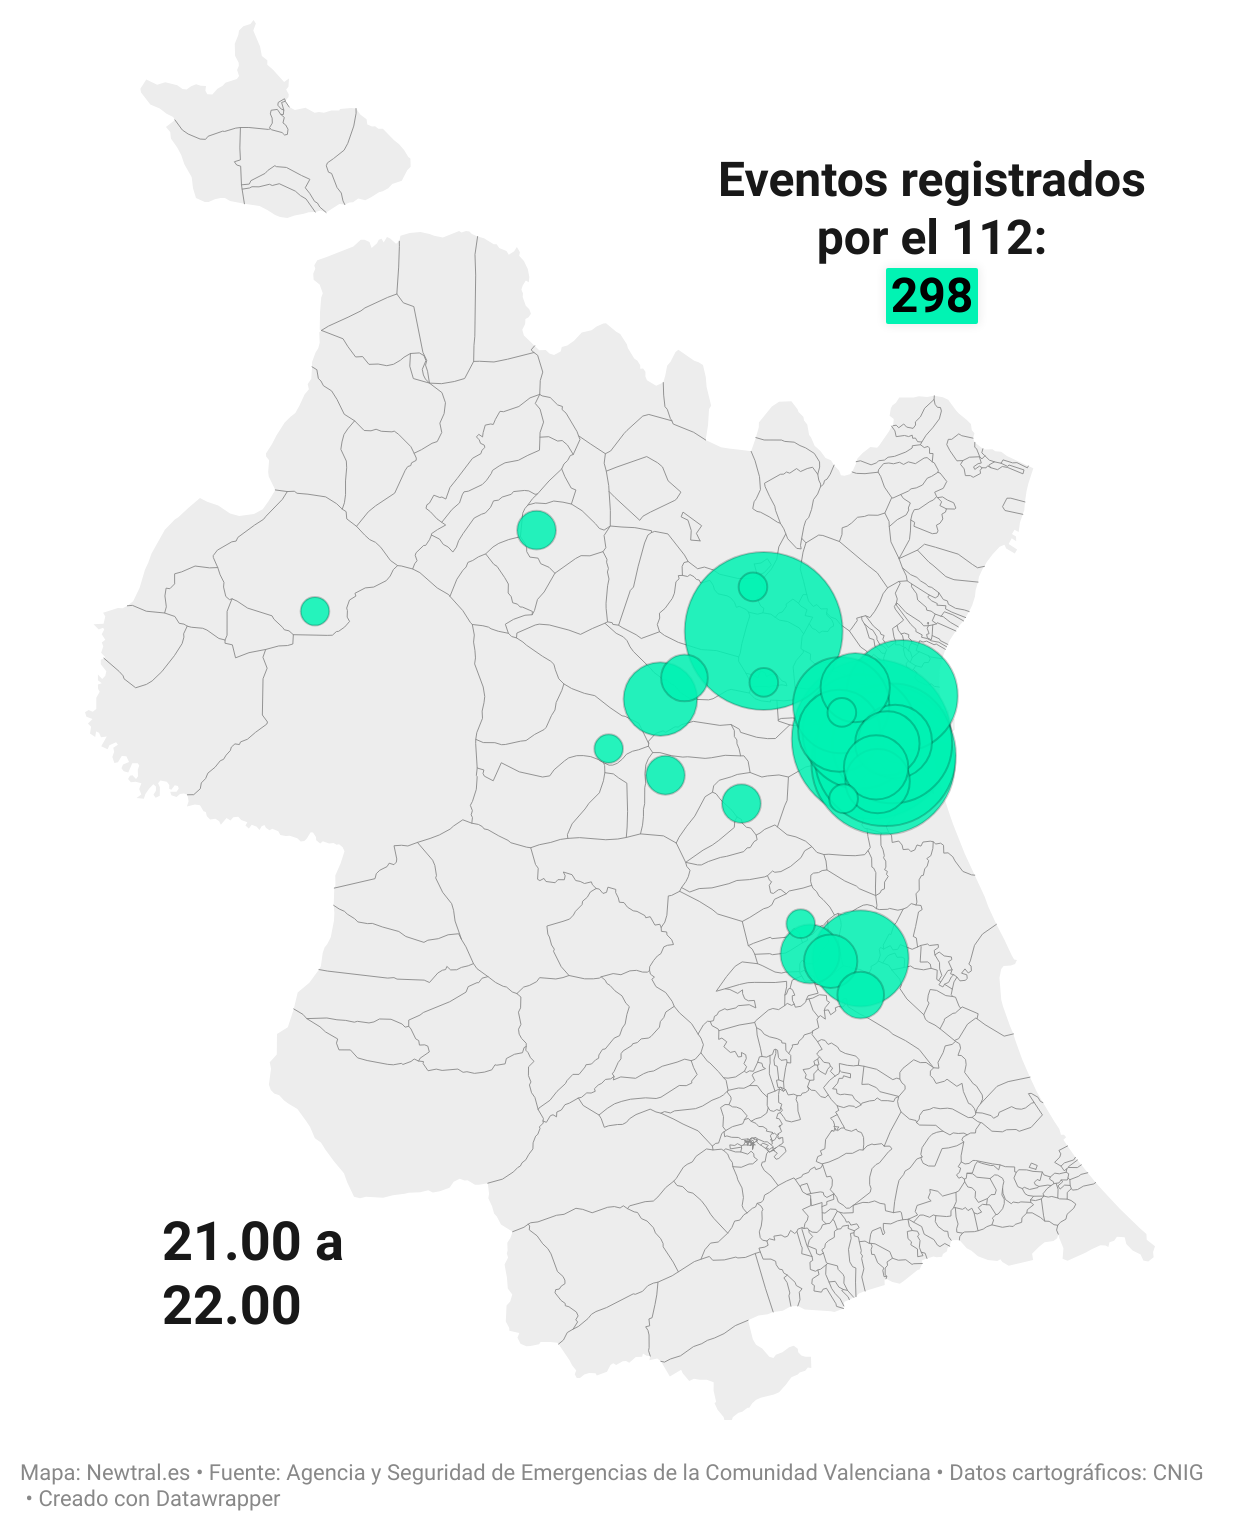 Eventos registrados
por el 112:
298
21.00 a
22.00
Mapa: Newtral.es • Fuente: Agencia y Seguridad de Emergencias de la Comunidad Valenciana • Datos cartográficos: CNIG
• Creado con Datawrapper